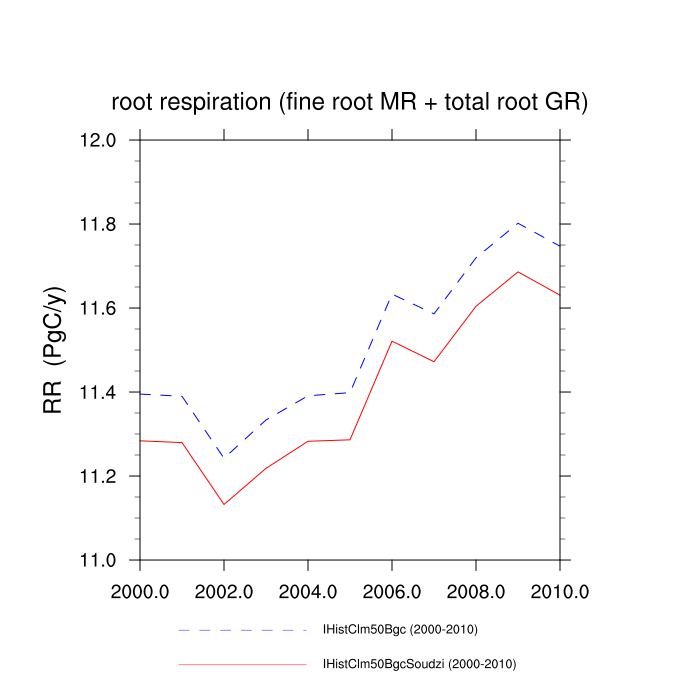 root respiration (fine root MR + total root GR)
12.0
11.8
11.6
11.4
11.2
11.0
RR (PgC/y)
2000.0 2002.0 2004.0 2006.0 2008.0 2010.0
IHistClm50Bgc (2000-2010)
IHistClm50BgcSoudzi (2000-2010)